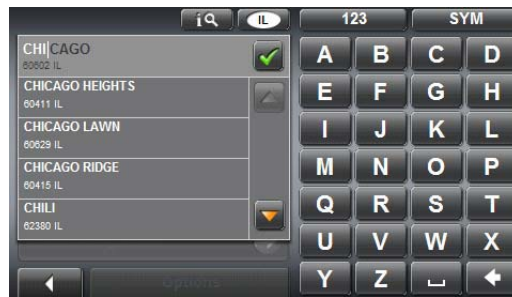 i IL 123 SYM
CHICAGO
60602 IL
CHICAGO HEIGHTS
60411 IL
CHICAGO LAWN
60629 IL
CHICAGO RIDGE
60415 IL
CHILI
62380 IL
Options
A B C D
E F G H
I J K L
M N O P
Q R S T
U V W X
Y Z